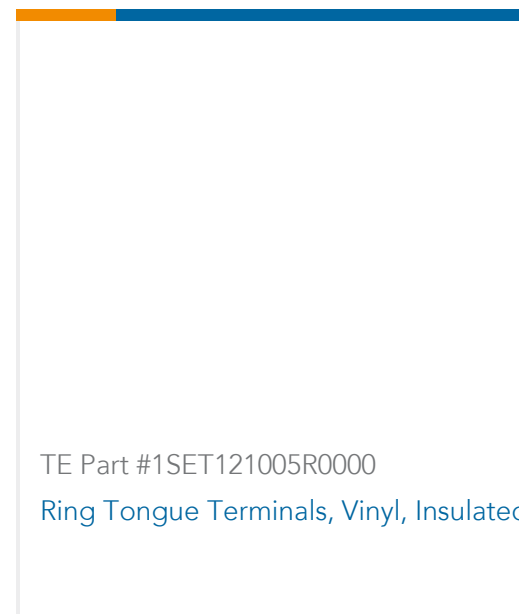 TE Part #1SET121005R0000
Ring Tongue Terminals, Vinyl, Insulated